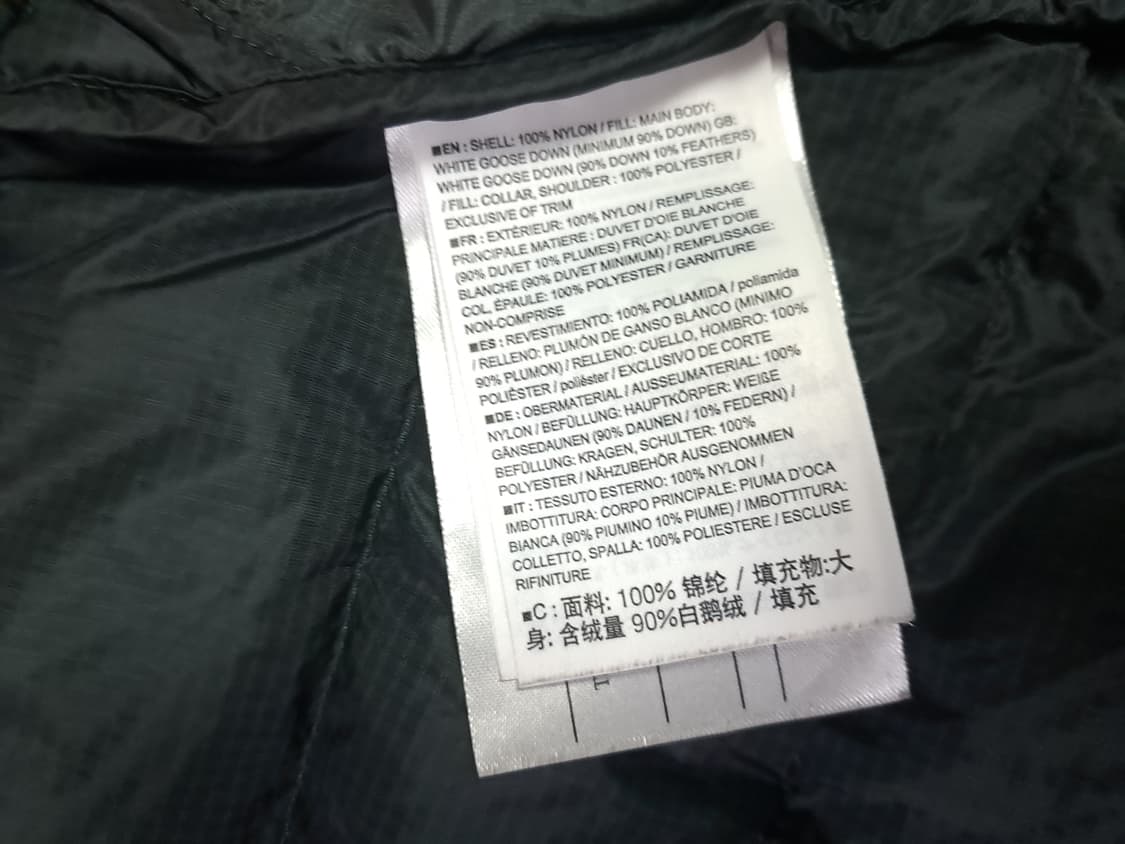 ■EN : SHELL: 100% NYLON / FILL: MAIN BODY:
WHITE GOOSE DOWN (MINIMUM 90% DOWN) GB:
WHITE GOOSE DOWN (90% DOWN 10% FEATHERS)
/ FILL: COLLAR, SHOULDER : 100% POLYESTER /
EXCLUSIVE OF TRIM
■FR : EXTÉRIEUR: 100% NYLON / REMPLISSAGE:
PRINCIPALE MATIERE : DUVET D'OIE BLANCHE
(90% DUVET 10% PLUMES) FR(CA): DUVET D'OIE
BLANCHE (90% DUVET MINIMUM) / REMPLISSAGE:
COL, ÉPAULE: 100% POLYESTER / GARNITURE
NON-COMPRISE
■ES : REVESTIMIENTO: 100% POLIAMIDA / poliamida
/ RELLENO: PLUMÓN DE GANSO BLANCO (MINIMO
90% PLUMON) / RELLENO: CUELLO, HOMBRO: 100%
POLIÉSTER / poliéster / EXCLUSIVO DE CORTE
■DE : OBERMATERIAL / AUSSEUMATERIAL: 100%
NYLON / BEFÜLLUNG: HAUPTKÖRPER: WEIßE
GÄNSEDAUNEN (90% DAUNEN / 10% FEDERN) /
BEFÜLLUNG: KRAGEN, SCHULTER: 100%
POLYESTER / NÄHZUBEHÖR AUSGENOMMEN
■IT : TESSUTO ESTERNO: 100% NYLON /
IMBOTTITURA: CORPO PRINCIPALE: PIUMA D'OCA
BIANCA (90% PIUMINO 10% PIUME) / IMBOTTITURA:
COLLETTO, SPALLA: 100% POLIESTERE / ESCLUSE
RIFINITURE
■C : 面料: 100% 锦纶 / 填充物:大
身: 含绒量 90%白鹅绒 / 填充